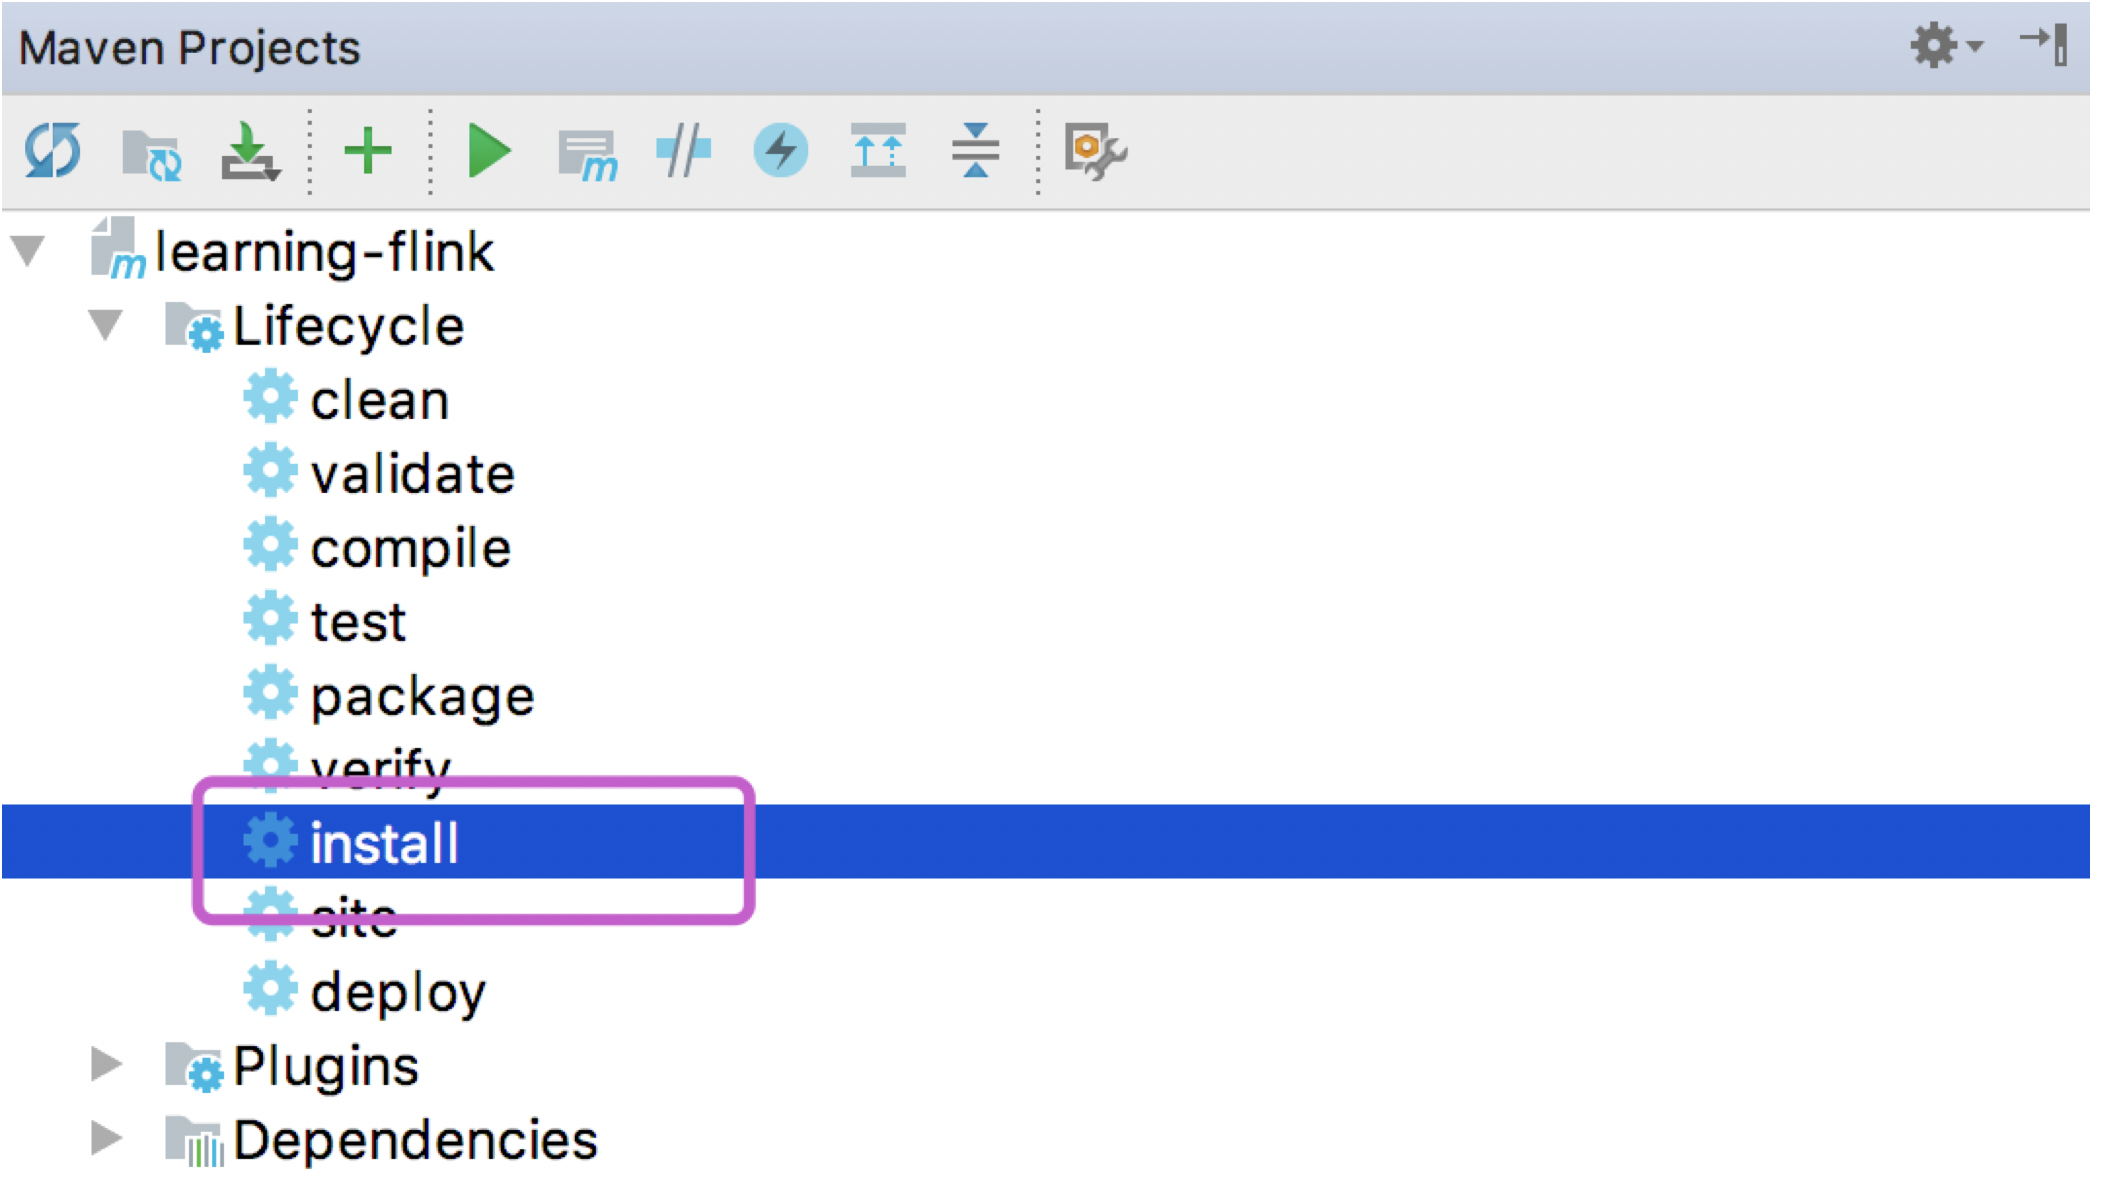 Maven Projects
learning-flink
Lifecycle
clean
validate
compile
test
package
verify
install
site
deploy
Plugins
Dependencies